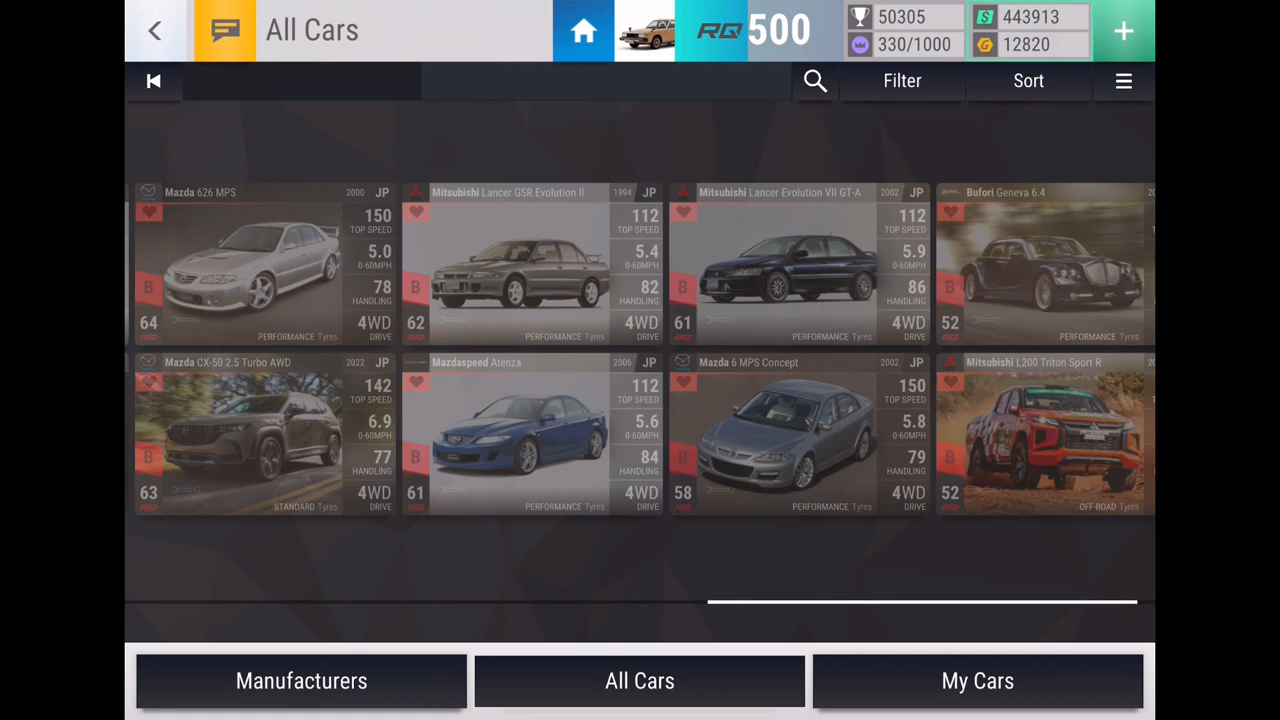 All Cars
RQ 500
50305
330/1000
443913
12820
+
Filter
Sort
Mazda 626 MPS 2000 JP
150
TOP SPEED
5.0
0-60MPH
78
HANDLING
4WD
DRIVE
B
64
RQ
PERFORMANCE Tyres
Mitsubishi Lancer GSR Evolution II 1994 JP
112
TOP SPEED
5.4
0-60MPH
82
HANDLING
4WD
DRIVE
B
62
RQ
PERFORMANCE Tyres
Mitsubishi Lancer Evolution VII GT-A 2002 JP
112
TOP SPEED
5.9
0-60MPH
86
HANDLING
4WD
DRIVE
B
61
RQ
PERFORMANCE Tyres
Bufori Geneva 6.4
B
52
RQ
PERFORMANCE Tyres
Mazda CX-50 2.5 Turbo AWD 2022 JP
142
TOP SPEED
6.9
0-60MPH
77
HANDLING
4WD
DRIVE
B
63
RQ
STANDARD Tyres
Mazdaspeed Atenza 2006 JP
112
TOP SPEED
5.6
0-60MPH
84
HANDLING
4WD
DRIVE
B
61
RQ
PERFORMANCE Tyres
Mazda 6 MPS Concept 2002 JP
150
TOP SPEED
5.8
0-60MPH
79
HANDLING
4WD
DRIVE
B
58
RQ
PERFORMANCE Tyres
Mitsubishi L200 Triton Sport R
B
52
RQ
OFF-ROAD Tyres
Manufacturers
All Cars
My Cars